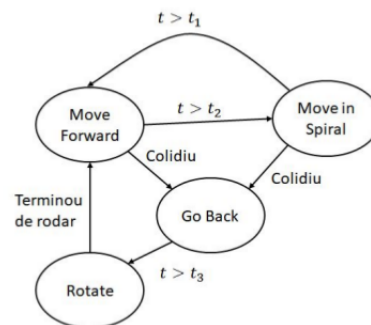 t > t₁
Move
Forward
t > t₂
Move in
Spiral
Colidiu
Colidiu
Terminou
de rodar
Go Back
t > t₃
Rotate